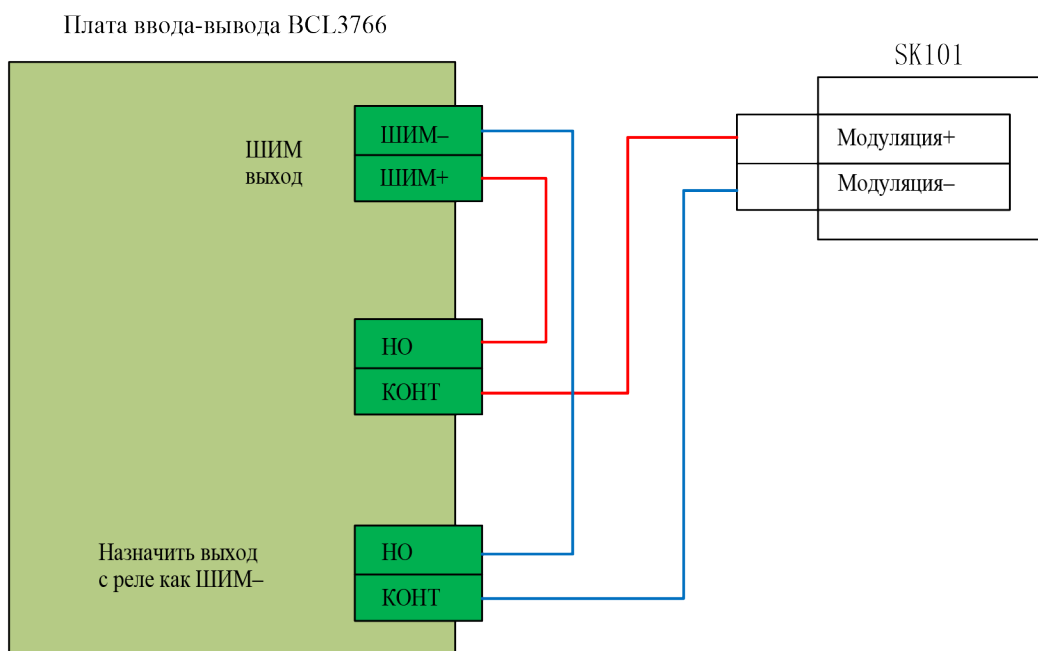 Плата ввода-вывода BCL3766
SK101
ШИМ
выход
ШИМ–
ШИМ+
Модуляция+
Модуляция–
НО
КОНТ
Назначить выход
с реле как ШИМ–
НО
КОНТ